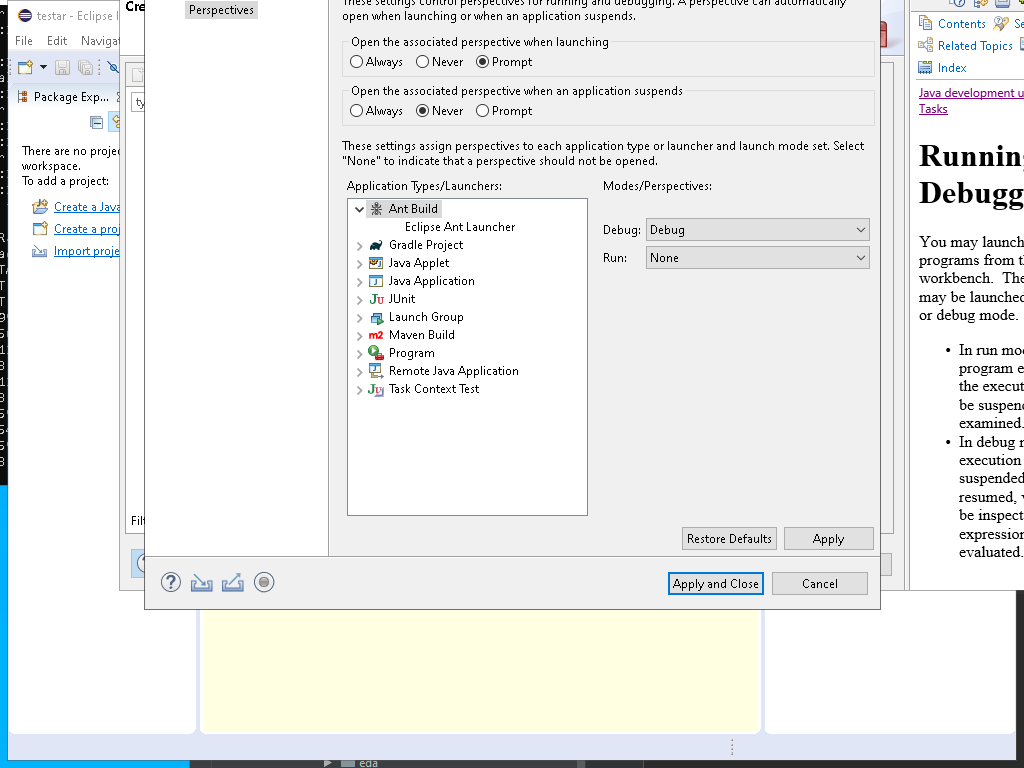 testar - Eclipse I
File Edit Navigat
Package Exp...
There are no projec
workspace.
To add a project:
Create a Java
Create a proj
Import proje
Cre
ty
Filt
Perspectives
These settings control perspectives for running and debugging. A perspective can automatically
open when launching or when an application suspends.
Open the associated perspective when launching
Always Never Prompt
Open the associated perspective when an application suspends
Always Never Prompt
These settings assign perspectives to each application type or launcher and launch mode set. Select
"None" to indicate that a perspective should not be opened.
Application Types/Launchers:
Modes/Perspectives:
Ant Build
Eclipse Ant Launcher
Gradle Project
Java Applet
Java Application
JUnit
Launch Group
Maven Build
Program
Remote Java Application
Task Context Test
Debug: Debug
Run: None
Restore Defaults
Apply
Apply and Close
Cancel
Contents Se
Related Topics
Index
Java development u
Tasks
Running
Debugg
You may launch
programs from th
workbench. The
may be launched
or debug mode.
• In run mod
program e
the execut
be suspend
examined.
• In debug m
execution
suspended
resumed, v
be inspect
expression
evaluated.
eda